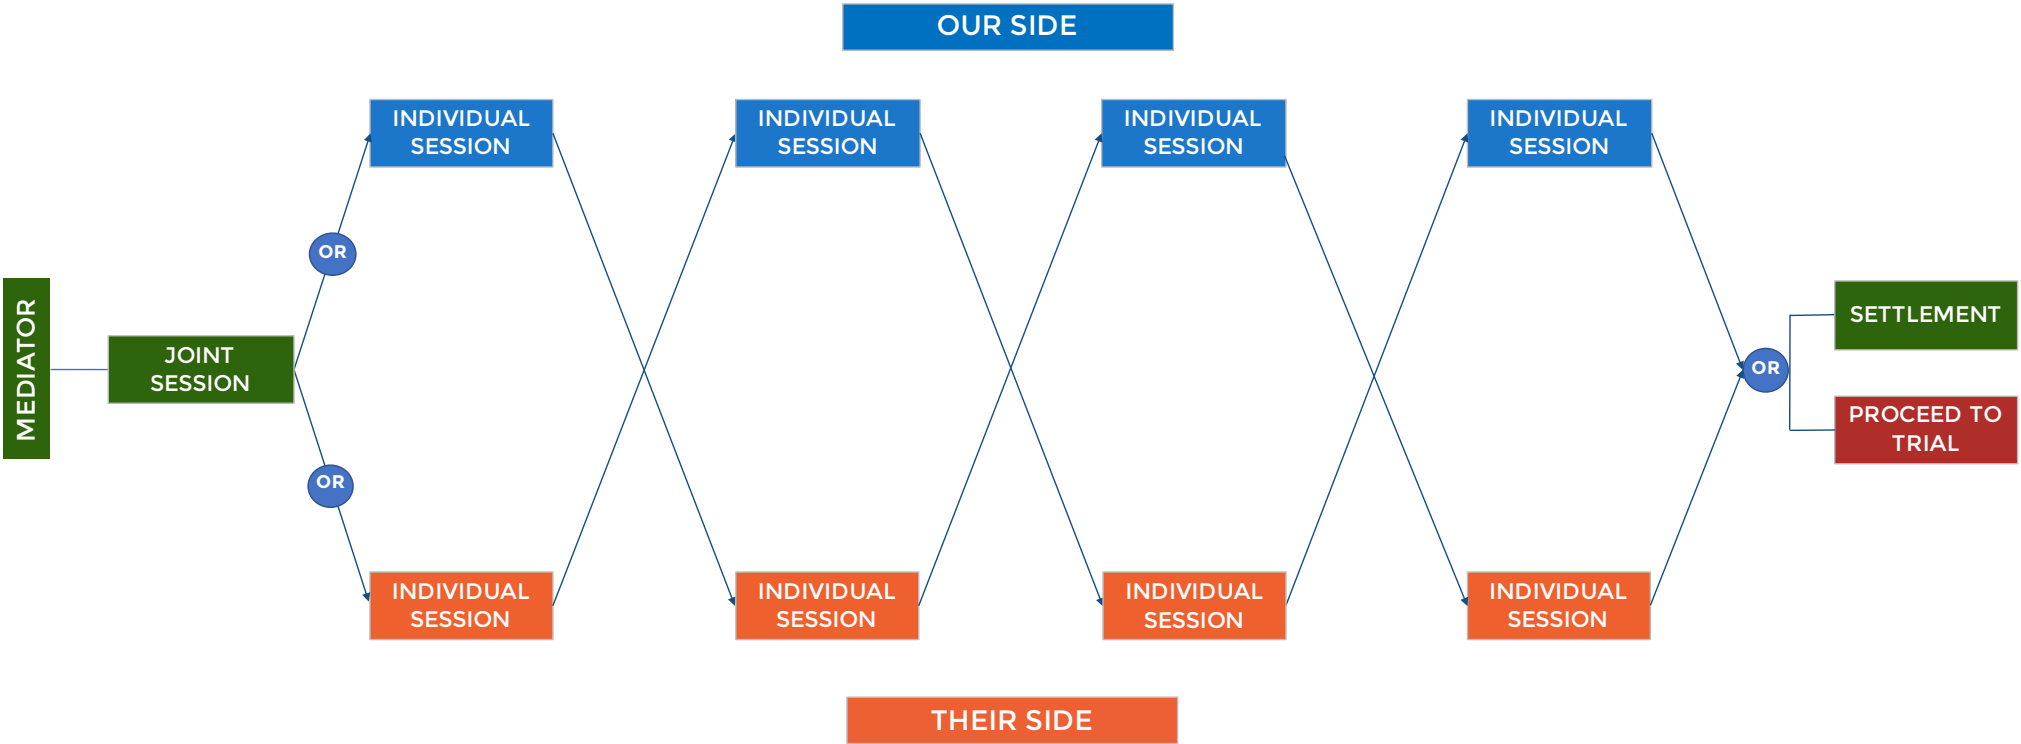 OUR SIDE
INDIVIDUAL
SESSION
INDIVIDUAL
SESSION
INDIVIDUAL
SESSION
INDIVIDUAL
SESSION
OR
MEDIATOR
JOINT
SESSION
SETTLEMENT
OR
PROCEED TO
TRIAL
OR
INDIVIDUAL
SESSION
INDIVIDUAL
SESSION
INDIVIDUAL
SESSION
INDIVIDUAL
SESSION
THEIR SIDE